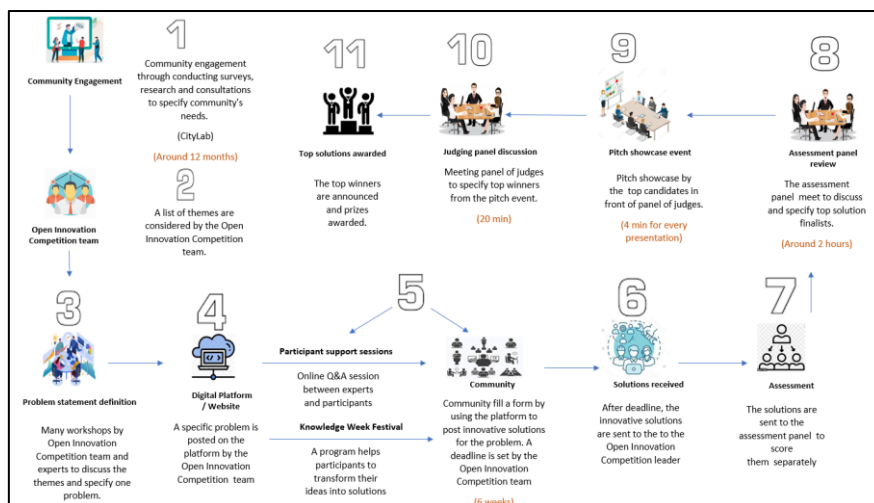 1
Community Engagement
Community engagement
through conducting surveys,
research and consultations
to specify community's
needs.
(CityLab)
(Around 12 months)
2
Open Innovation
Competition team
A list of themes are
considered by the Open
Innovation Competition
team.
3
Problem statement definition
Many workshops by
Open Innovation
Competition team and
experts to discuss the
themes and specify one
problem.
4
Digital Platform
/ Website
A specific problem is
posted on the
platform by the
Open Innovation
Competition team
5
Participant support sessions
Online Q&A session
between experts
and participants
Knowledge Week Festival
A program helps
participants to
transform their
ideas into solutions
Community
Community fill a form by
using the platform to
post innovative solutions
for the problem. A
deadline is set by the
Open Innovation
Competition team
(6 weeks)
6
Solutions received
After deadline, the
innovative solutions
are sent to the to the
Open Innovation
Competition leader
7
Assessment
The solutions are
sent to the
assessment panel to
score
them separately
8
Assessment panel
review
The assessment
panel meet to discuss
and specify top solution
finalists.
(Around 2 hours)
9
Pitch showcase event
Pitch showcase by
the top candidates in
front of panel of judges.
(4 min for every
presentation)
10
Judging panel discussion
Meeting panel of judges
to specify top winners
from the pitch event.
(20 min)
11
Top solutions awarded
The top winners
are announced
and prizes
awarded.